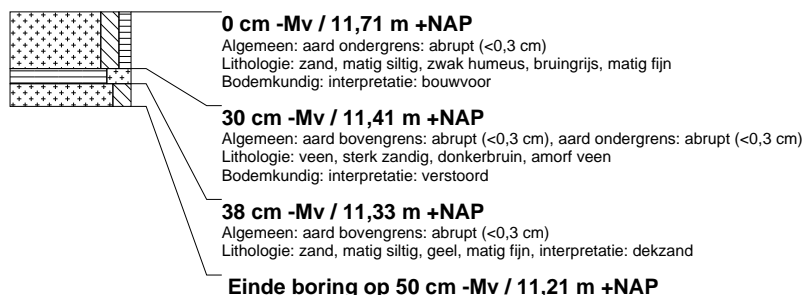 0 cm -Mv / 11,71 m +NAP
Algemeen: aard ondergrens: abrupt (<0,3 cm)
Lithologie: zand, matig siltig, zwak humeus, bruingrijs, matig fijn
Bodemkundig: interpretatie: bouwvoor
30 cm -Mv / 11,41 m +NAP
Algemeen: aard bovengrens: abrupt (<0,3 cm), aard ondergrens: abrupt (<0,3 cm)
Lithologie: veen, sterk zandig, donkerbruin, amorf veen
Bodemkundig: interpretatie: verstoord
38 cm -Mv / 11,33 m +NAP
Algemeen: aard bovengrens: abrupt (<0,3 cm)
Lithologie: zand, matig siltig, geel, matig fijn, interpretatie: dekzand
Einde boring op 50 cm -Mv / 11,21 m +NAP